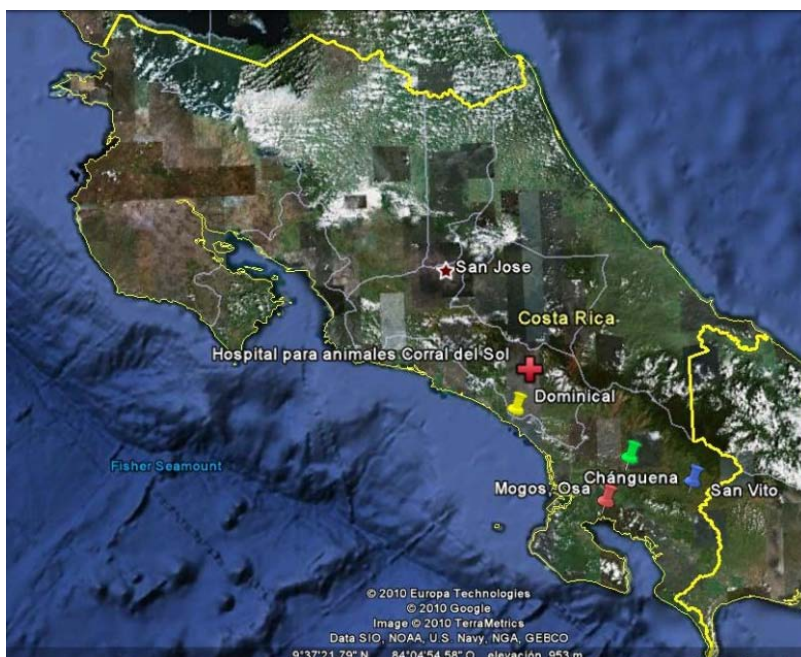 San Jose
Costa Rica
Hospital para animales Corral del Sol
Dominical
Fisher Seamount
Chánguena
Mogos, Osa
San Vito
© 2010 Europa Technologies
© 2010 Google
Image © 2010 TerraMetrics
Data SIO, NOAA, U.S. Navy, NGA, GEBCO
9°37'21.79" N 84°04'54.58" O elevación 953 m